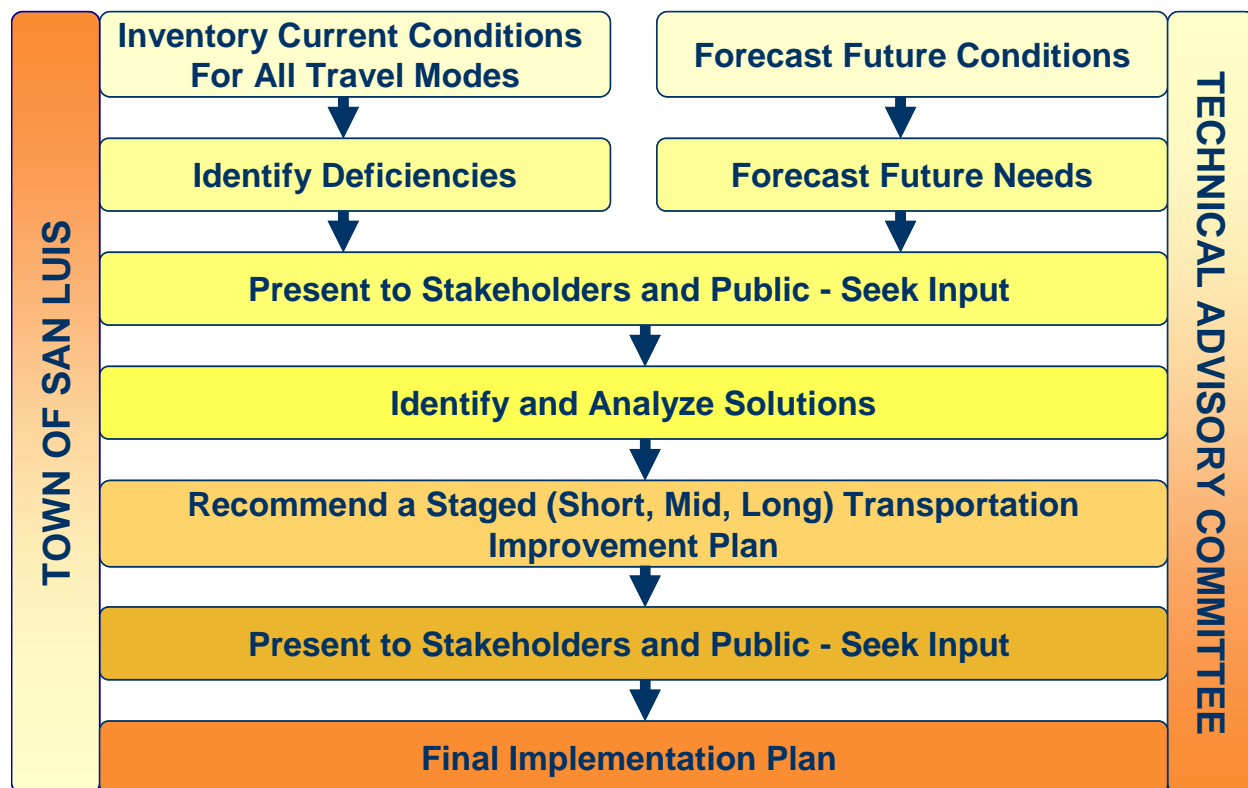 TOWN OF SAN LUIS
Inventory Current Conditions
For All Travel Modes
Forecast Future Conditions
Identify Deficiencies
Forecast Future Needs
Present to Stakeholders and Public - Seek Input
Identify and Analyze Solutions
Recommend a Staged (Short, Mid, Long) Transportation
Improvement Plan
Present to Stakeholders and Public - Seek Input
Final Implementation Plan
TECHNICAL ADVISORY COMMITTEE